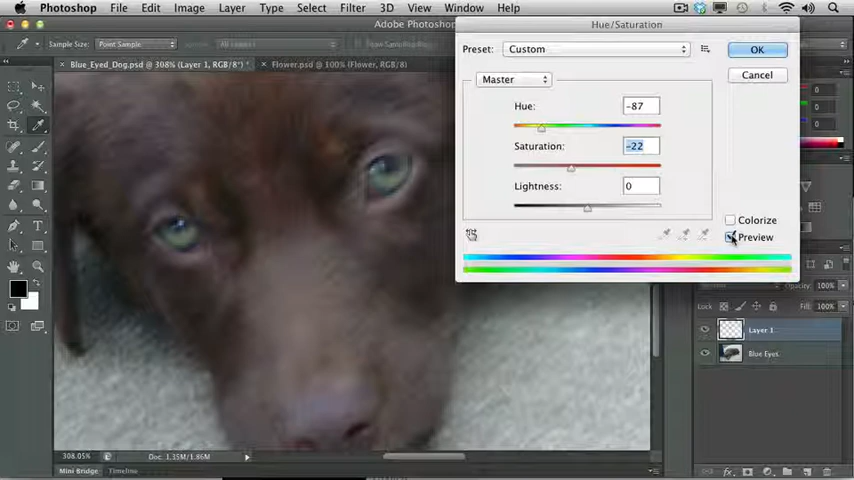 Photoshop File Edit Image Layer Type Select Filter 3D View Window Help
Adobe Photoshop
Hue/Saturation
Sample Size: Point Sample
Blue_Eyed_Dog.psd @ 308% (Layer 1, RGB/8*) *
Flower.psd @ 100% (Flower, RGB/8)
Preset: Custom
OK
Cancel
Master
Hue: -87
Saturation: -22
Lightness: 0
Colorize
Preview
0
0
0
Opacity: 100%
Lock: Fill: 100%
Layer 1
Blue Eyes
308.05% Doc: 1.35M/1.86M
Mini Bridge Timeline